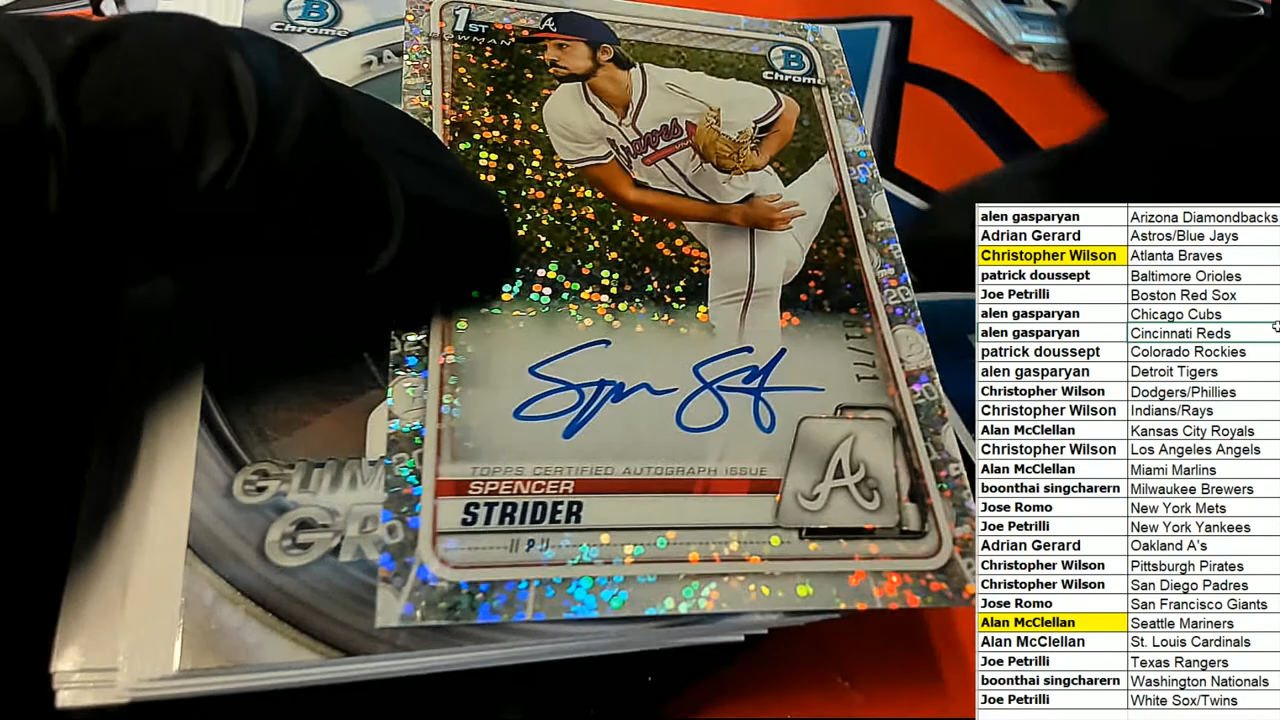 Chrome
1ST
BOWMAN
B
Chrome
Braves
61/71
Spencer Strider
TOPPS CERTIFIED AUTOGRAPH ISSUE
SPENCER
STRIDER
P
A
alen gasparyan Arizona Diamondbacks
Adrian Gerard Astros/Blue Jays
Christopher Wilson Atlanta Braves
patrick doussept Baltimore Orioles
Joe Petrilli Boston Red Sox
alen gasparyan Chicago Cubs
alen gasparyan Cincinnati Reds
patrick doussept Colorado Rockies
alen gasparyan Detroit Tigers
Christopher Wilson Dodgers/Phillies
Christopher Wilson Indians/Rays
Alan McClellan Kansas City Royals
Christopher Wilson Los Angeles Angels
Alan McClellan Miami Marlins
boonthai singcharern Milwaukee Brewers
Jose Romo New York Mets
Joe Petrilli New York Yankees
Adrian Gerard Oakland A's
Christopher Wilson Pittsburgh Pirates
Christopher Wilson San Diego Padres
Jose Romo San Francisco Giants
Alan McClellan Seattle Mariners
Alan McClellan St. Louis Cardinals
Joe Petrilli Texas Rangers
boonthai singcharern Washington Nationals
Joe Petrilli White Sox/Twins